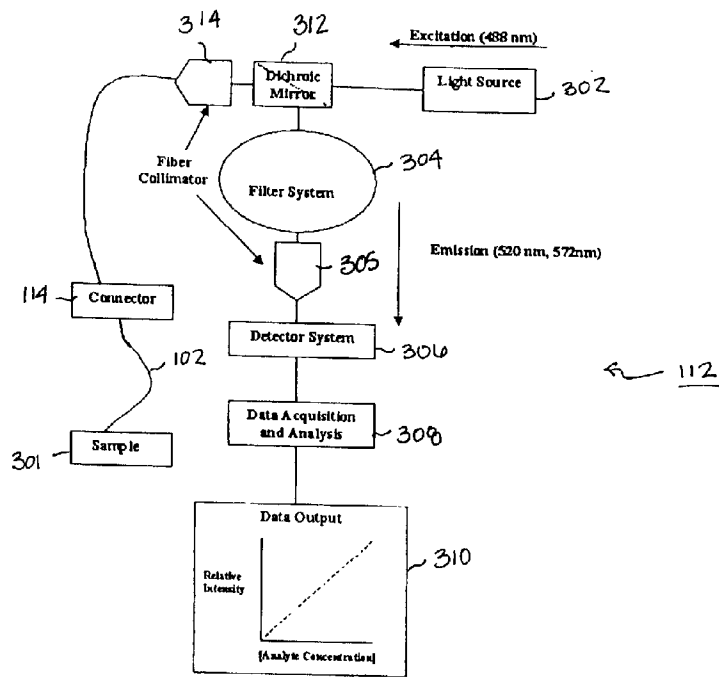 314
312
Excitation (488 nm)
Dichroic
Mirror
Light Source
302
Fiber
Collimator
304
Filter System
Emission (520 nm, 572nm)
305
114
Connector
Detector System
306
102
112
Data Acquisition
and Analysis
308
Sample
301
Data Output
310
Relative
Intensity
[Analyte Concentration]